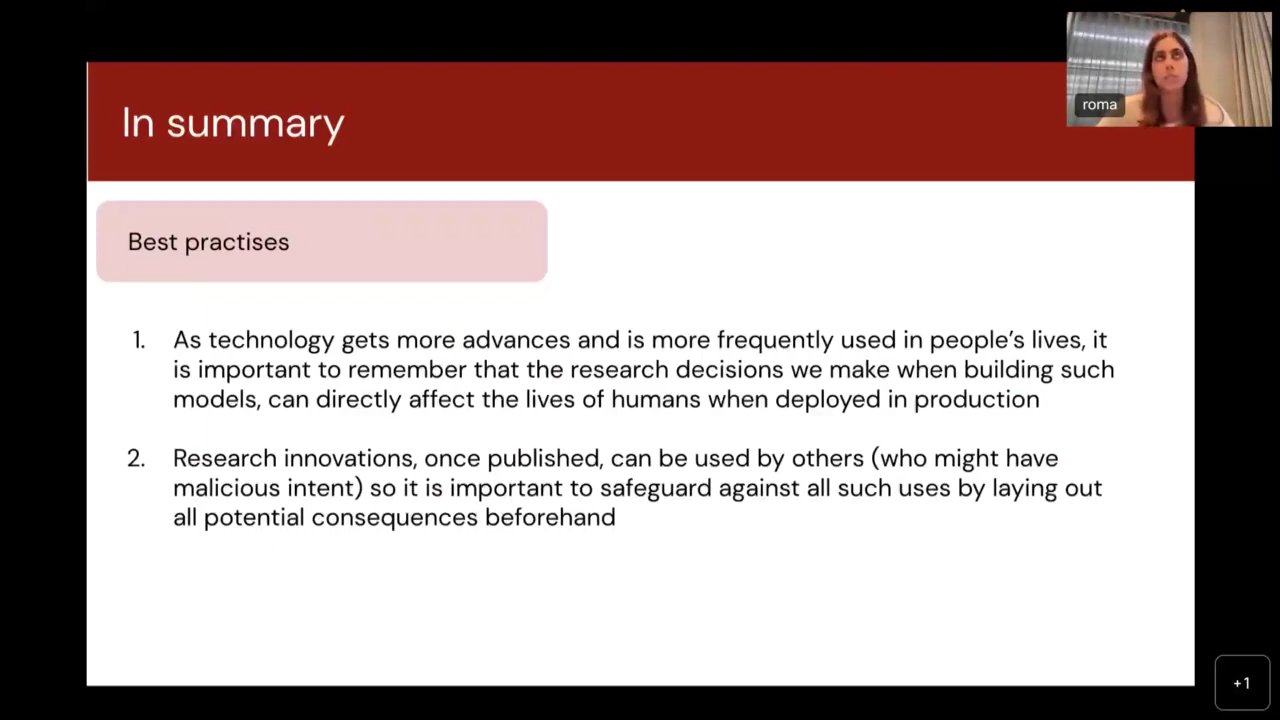 In summary
roma
Best practises
1. As technology gets more advances and is more frequently used in people's lives, it
is important to remember that the research decisions we make when building such
models, can directly affect the lives of humans when deployed in production
2. Research innovations, once published, can be used by others (who might have
malicious intent) so it is important to safeguard against all such uses by laying out
all potential consequences beforehand
+1